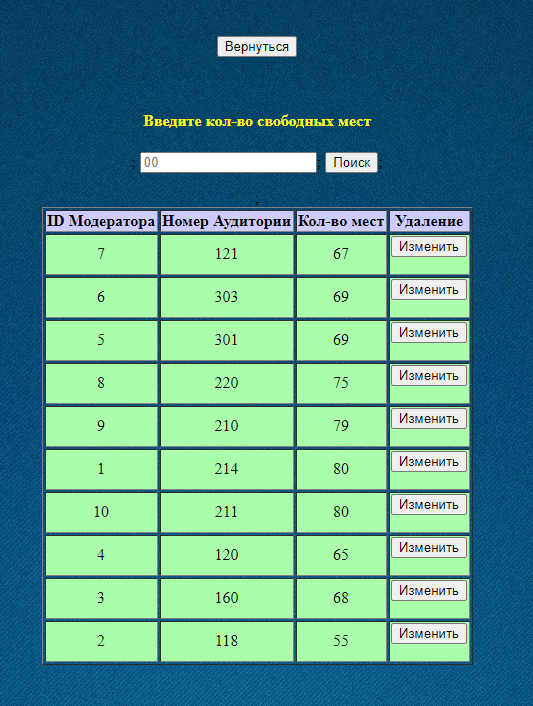 Вернуться
Введите кол-во свободных мест
; 00 ; Поиск ;
;
ID Модератора Номер Аудитории Кол-во мест Удаление
7 121 67 Изменить
6 303 69 Изменить
5 301 69 Изменить
8 220 75 Изменить
9 210 79 Изменить
1 214 80 Изменить
10 211 80 Изменить
4 120 65 Изменить
3 160 68 Изменить
2 118 55 Изменить